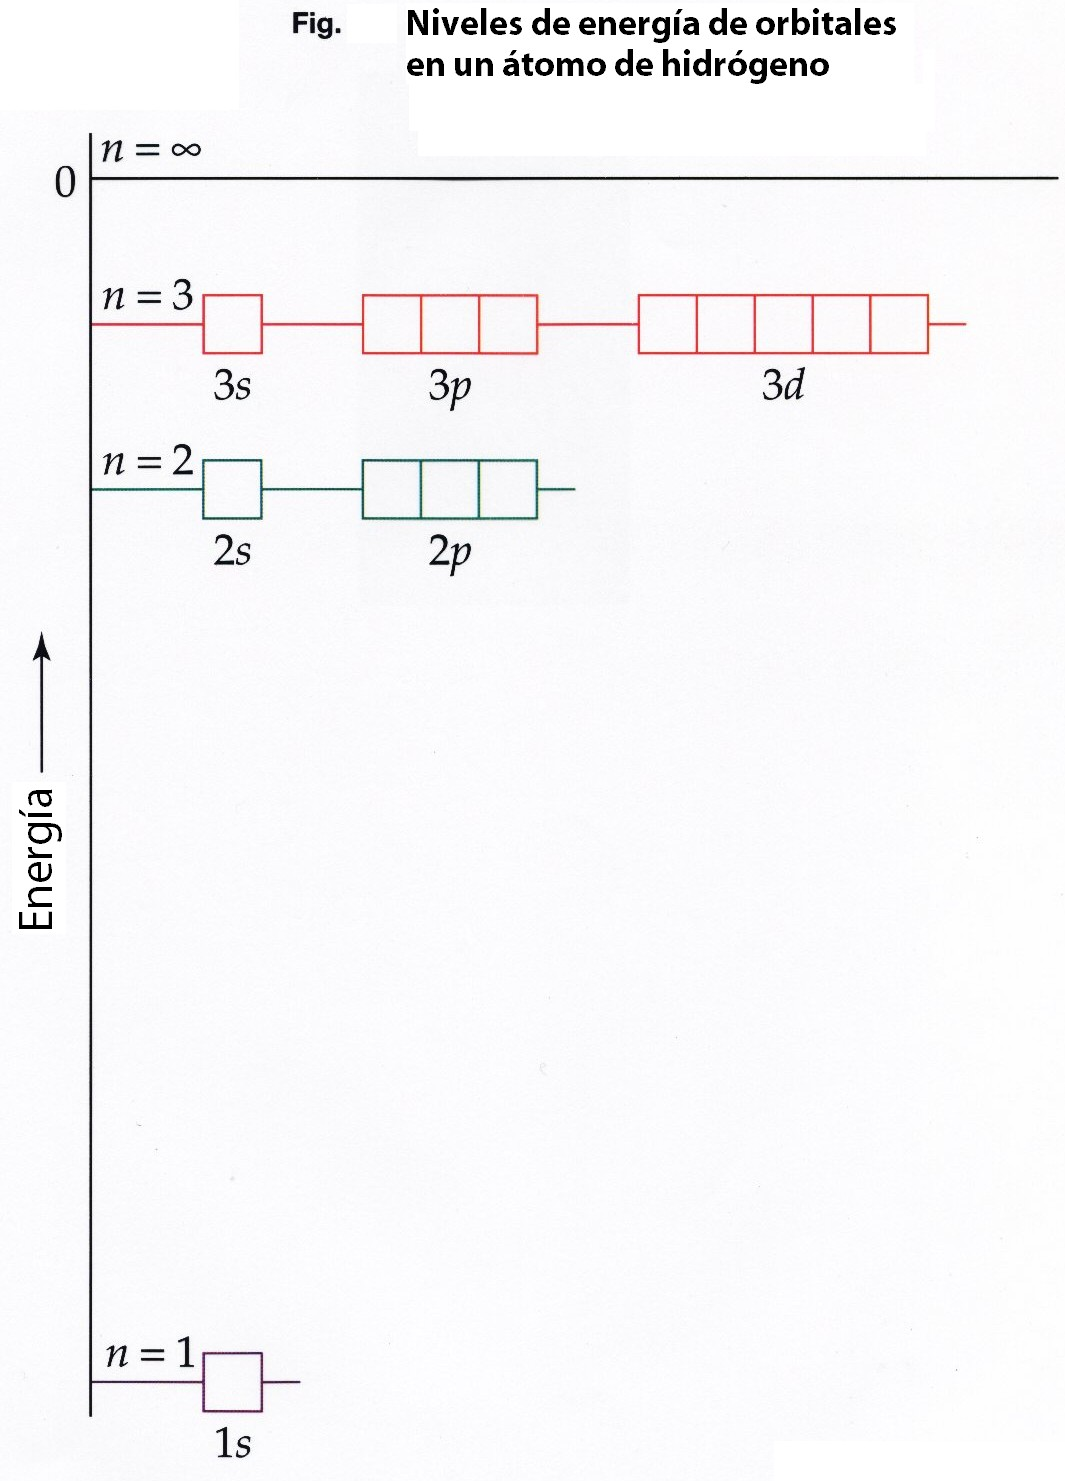 Fig. Niveles de energía de orbitales
en un átomo de hidrógeno
n = ∞
0
n = 3
3s 3p 3d
n = 2
2s 2p
Energía
n = 1
1s